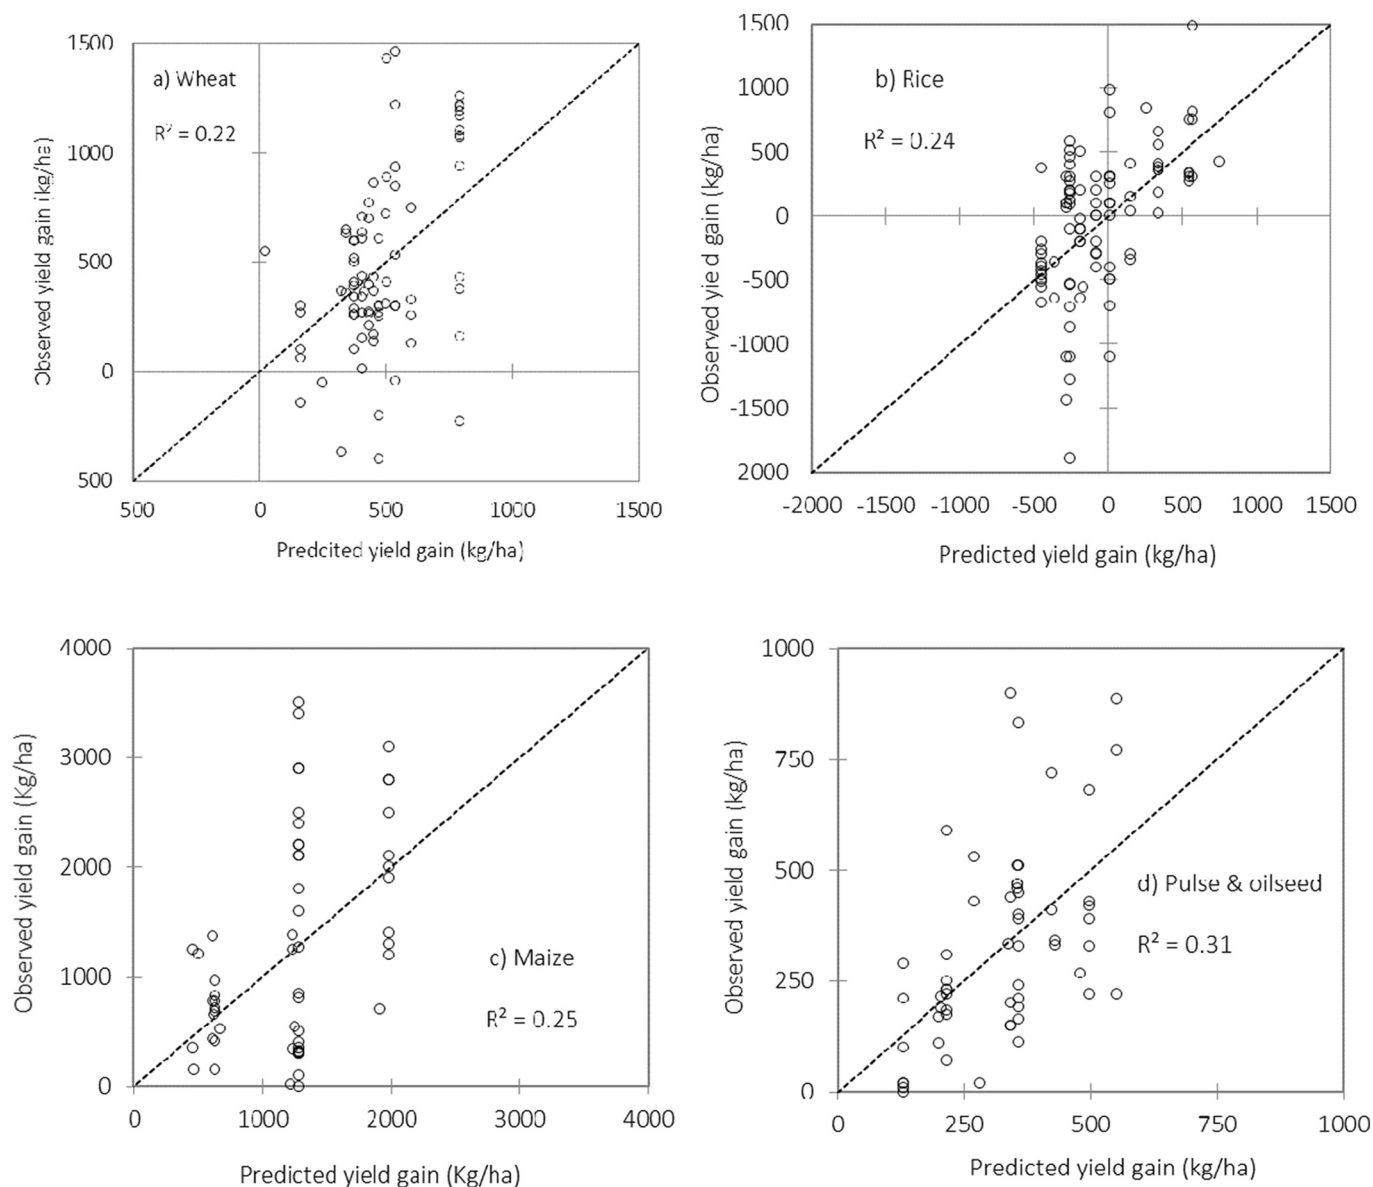 1500
a) Wheat
R² = 0.22
1000
500
0
500
Observed yield gain (kg/ha)
500 0 500 1000 1500
Predcited yield gain (kg/ha)
1500
b) Rice
1000
R² = 0.24
500
0
-500
-1000
-1500
2000
Observed yield gain (kg/ha)
-2000 -1500 -1000 -500 0 500 1000 1500
Predicted yield gain (kg/ha)
4000
3000
2000
1000
0
Observed yield gain (Kg/ha)
c) Maize
R² = 0.25
0 1000 2000 3000 4000
Predicted yield gain (Kg/ha)
1000
750
500
250
0
Observed yield gain (kg/ha)
d) Pulse & oilseed
R² = 0.31
0 250 500 750 1000
Predicted yield gain (kg/ha)